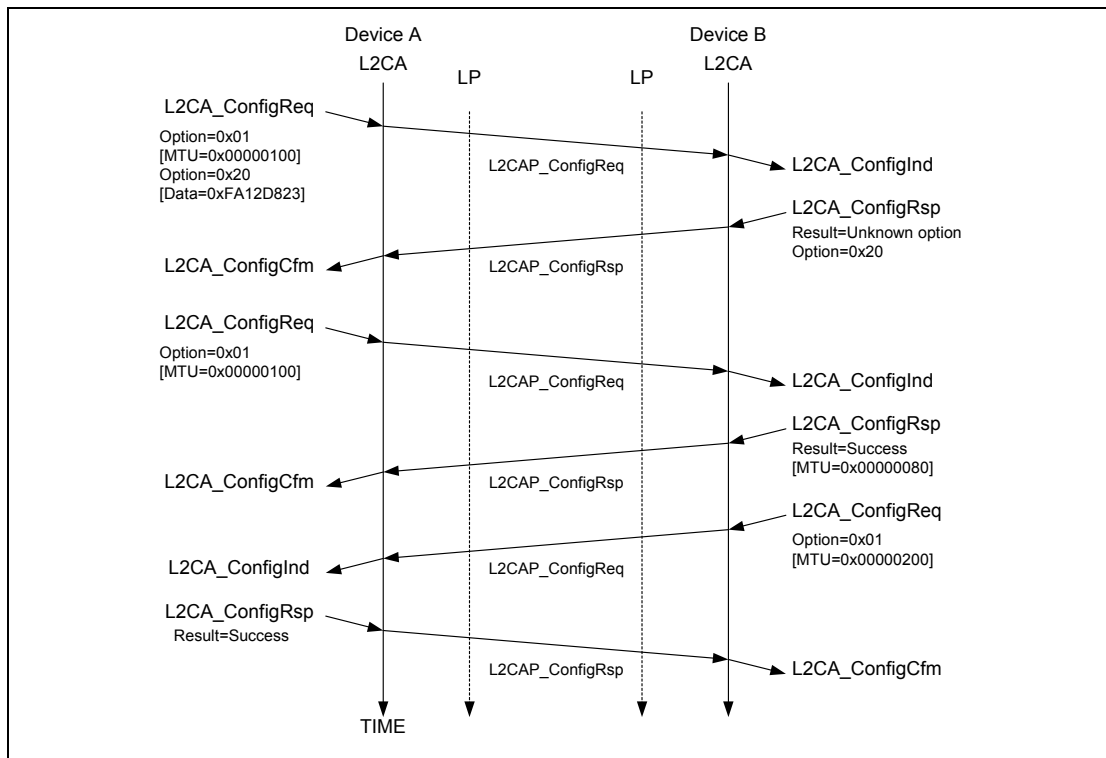 Device A
Device B
L2CA
LP
LP
L2CA
L2CA_ConfigReq
Option=0x01
[MTU=0x00000100]
Option=0x20
[Data=0xFA12D823]
L2CAP_ConfigReq
L2CA_ConfigInd
L2CA_ConfigRsp
Result=Unknown option
Option=0x20
L2CAP_ConfigRsp
L2CA_ConfigCfm
L2CA_ConfigReq
Option=0x01
[MTU=0x00000100]
L2CAP_ConfigReq
L2CA_ConfigInd
L2CA_ConfigRsp
Result=Success
[MTU=0x00000080]
L2CAP_ConfigRsp
L2CA_ConfigCfm
L2CA_ConfigReq
Option=0x01
[MTU=0x00000200]
L2CAP_ConfigReq
L2CA_ConfigInd
L2CA_ConfigRsp
Result=Success
L2CAP_ConfigRsp
L2CA_ConfigCfm
TIME